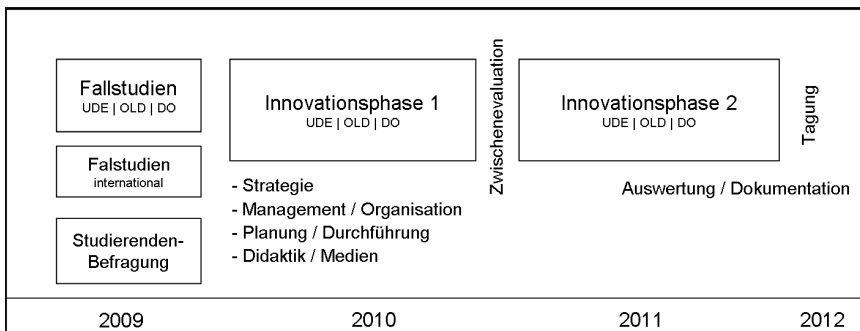 Fallstudien
UDE | OLD | DO
Falstudien
international
Studierenden-
Befragung
Innovationsphase 1
UDE | OLD | DO
- Strategie
- Management / Organisation
- Planung / Durchführung
- Didaktik / Medien
Zwischenevaluation
Innovationsphase 2
UDE | OLD | DO
Auswertung / Dokumentation
Tagung
2009
2010
2011
2012